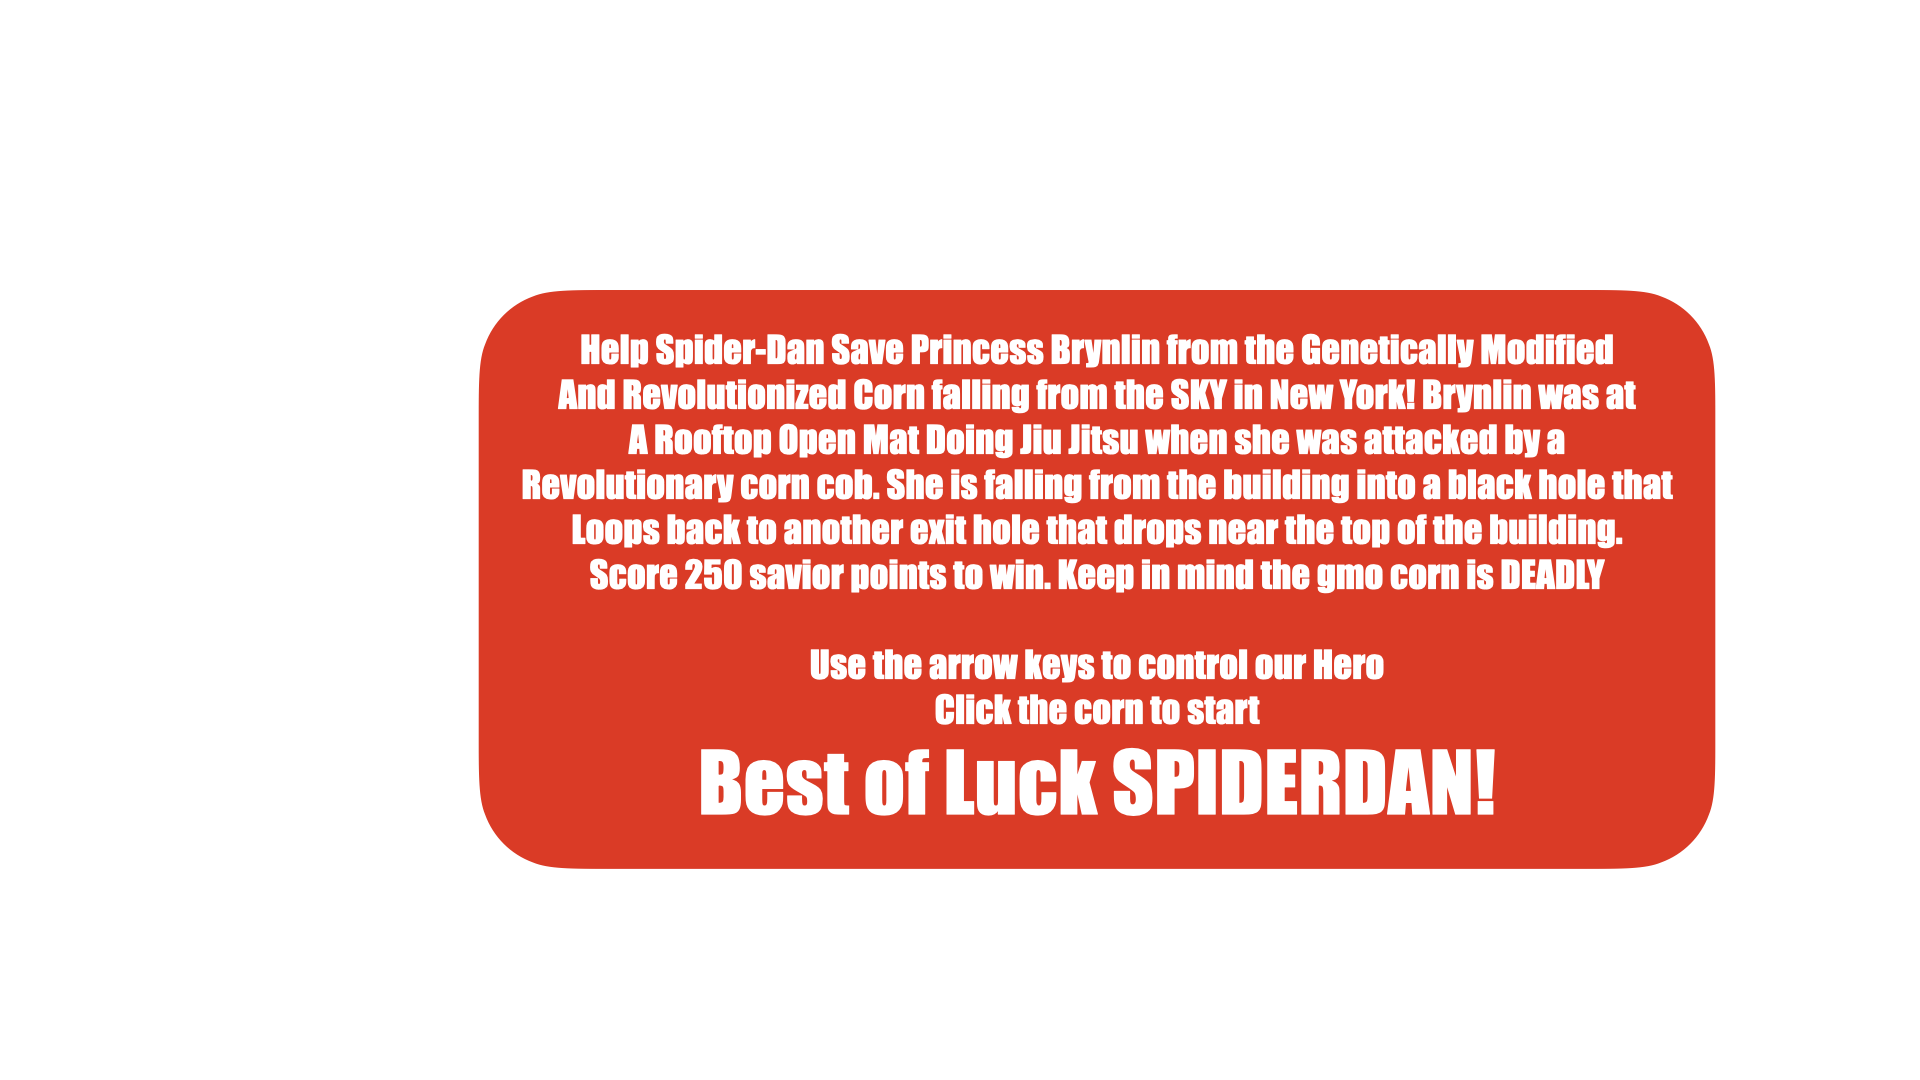 Help Spider-Dan Save Princess Brynlin from the Genetically Modified
And Revolutionized Corn falling from the SKY in New York! Brynlin was at
A Rooftop Open Mat Doing Jiu Jitsu when she was attacked by a
Revolutionary corn cob. She is falling from the building into a black hole that
Loops back to another exit hole that drops near the top of the building.
Score 250 savior points to win. Keep in mind the gmo corn is DEADLY
Use the arrow keys to control our Hero
Click the corn to start
Best of Luck SPIDERDAN!